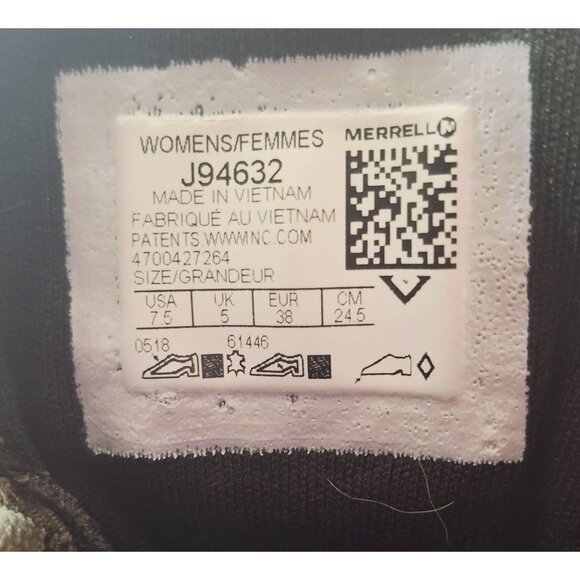 WOMENS/FEMMES
MERRELL
J94632
MADE IN VIETNAM
FABRIQUÉ AU VIETNAM
PATENTS WWWINC.COM
4700427264
SIZE/GRANDEUR
USA UK EUR CM
7.5 5 38 24.5
0518 61446